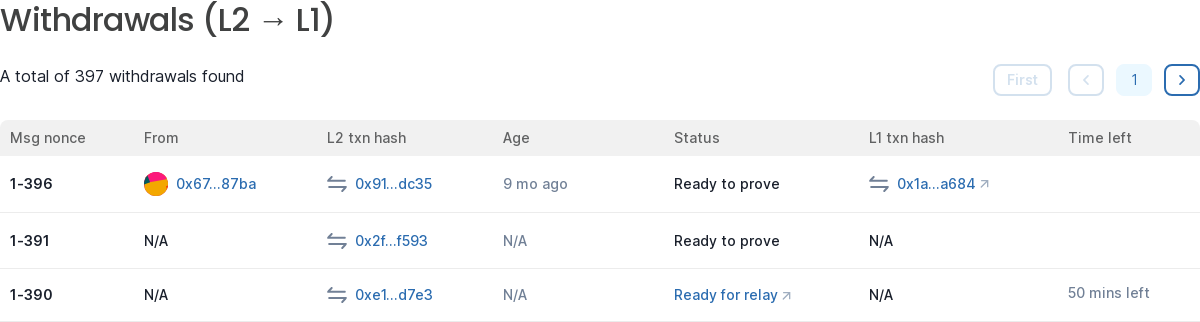 Withdrawals (L2 → L1)
A total of 397 withdrawals found
First 1
Msg nonce From L2 txn hash Age Status L1 txn hash Time left
1-396 0x67...87ba 0x91...dc35 9 mo ago Ready to prove 0x1a...a684
1-391 N/A 0x2f...f593 N/A Ready to prove N/A
1-390 N/A 0xe1...d7e3 N/A Ready for relay N/A 50 mins left